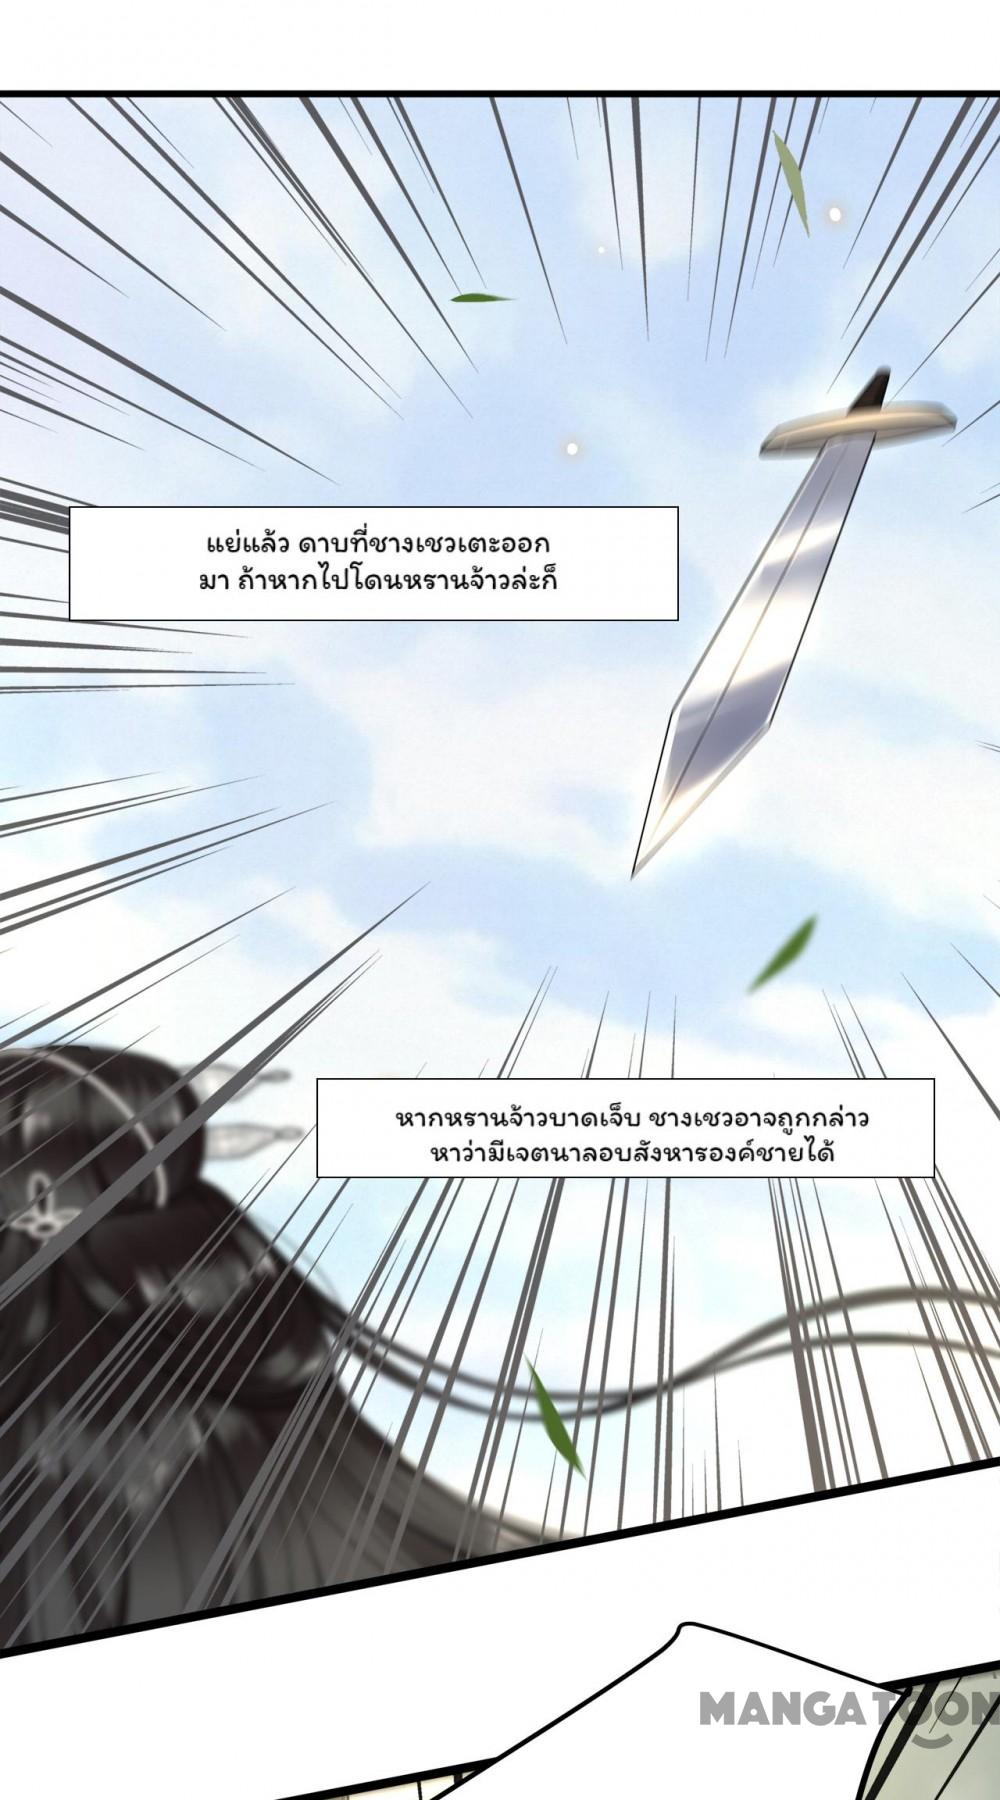 แย่แล้ว ดาบที่ชางเชวเตะออก
มา ถ้าหากไปโดนหรานจ้าวล่ะก็
หากหรานจ้าวบาดเจ็บ ชางเชวอาจถูกกล่าว
หาว่ามีเจตนาลอบสังหารองค์ชายได้
MANGATOON